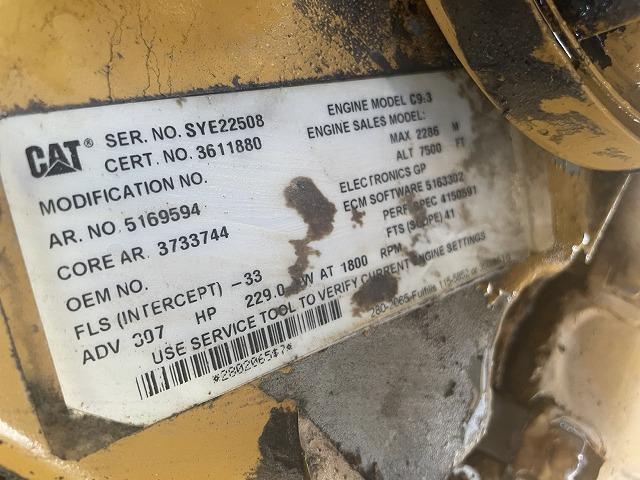 CAT® SER. NO. SYE22508 ENGINE MODEL C9.3
CERT. NO. 3611880 ENGINE SALES MODEL:
MODIFICATION NO. MAX 2286 M
ALT 7500 FT
AR. NO. 5169594 ELECTRONICS GP
CORE AR. 3733744 ECM SOFTWARE 5163302
OEM NO. PERF SPEC 4150591
FLS (INTERCEPT) -33 FTS (SLOPE) 41
ADV 307 HP 229.0 KW AT 1800 RPM
USE SERVICE TOOL TO VERIFY CURRENT ENGINE SETTINGS
280-2065